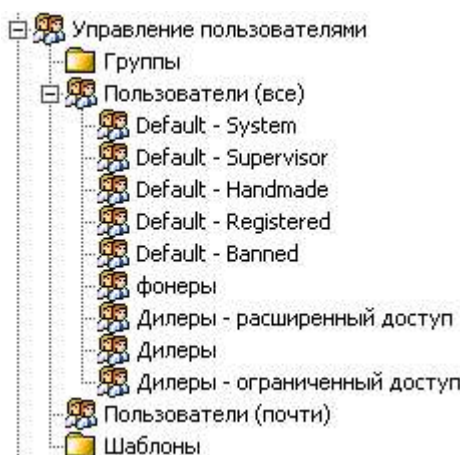 Управление пользователями
Группы
Пользователи (все)
Default - System
Default - Supervisor
Default - Handmade
Default - Registered
Default - Banned
фонеры
Дилеры - расширенный доступ
Дилеры
Дилеры - ограниченный доступ
Пользователи (почти)
Шаблоны